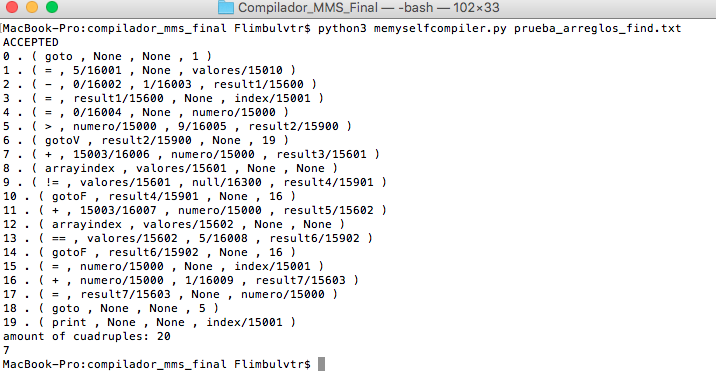 Compilador_MMS_Final — -bash — 102×33
MacBook-Pro:compilador_mms_final Flimbulvtr$ python3 memyselfcompiler.py prueba_arreglos_find.txt
ACCEPTED
0 . ( goto , None , None , 1 )
1 . ( = , 5/16001 , None , valores/15010 )
2 . ( - , 0/16002 , 1/16003 , result1/15600 )
3 . ( = , result1/15600 , None , index/15001 )
4 . ( = , 0/16004 , None , numero/15000 )
5 . ( > , numero/15000 , 9/16005 , result2/15900 )
6 . ( gotoV , result2/15900 , None , 19 )
7 . ( + , 15003/16006 , numero/15000 , result3/15601 )
8 . ( arrayindex , valores/15601 , None , None )
9 . ( != , valores/15601 , null/16300 , result4/15901 )
10 . ( gotoF , result4/15901 , None , 16 )
11 . ( + , 15003/16007 , numero/15000 , result5/15602 )
12 . ( arrayindex , valores/15602 , None , None )
13 . ( == , valores/15602 , 5/16008 , result6/15902 )
14 . ( gotoF , result6/15902 , None , 16 )
15 . ( = , numero/15000 , None , index/15001 )
16 . ( + , numero/15000 , 1/16009 , result7/15603 )
17 . ( = , result7/15603 , None , numero/15000 )
18 . ( goto , None , None , 5 )
19 . ( print , None , None , index/15001 )
amount of cuadruples: 20
7
MacBook-Pro:compilador_mms_final Flimbulvtr$